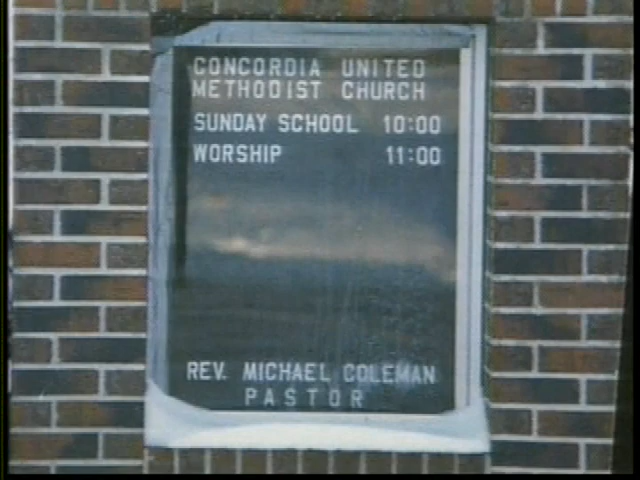 CONCORDIA UNITED
METHODIST CHURCH
SUNDAY SCHOOL 10:00
WORSHIP 11:00
REV. MICHAEL COLEMAN
PASTOR